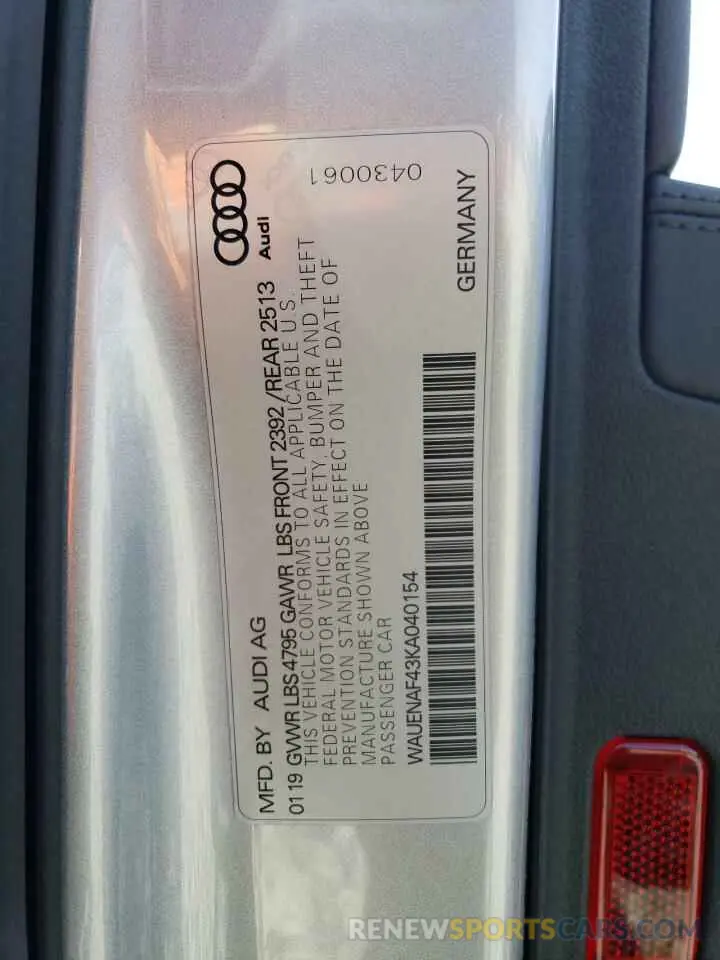 Audi
0430061
MFD. BY AUDI AG
0119 GVWR LBS 4795 GAWR LBS FRONT 2392 /REAR 2513
THIS VEHICLE CONFORMS TO ALL APPLICABLE U.S.
FEDERAL MOTOR VEHICLE SAFETY, BUMPER AND THEFT
PREVENTION STANDARDS IN EFFECT ON THE DATE OF
MANUFACTURE SHOWN ABOVE
PASSENGER CAR
WAUENAF43KA040154
GERMANY
RENEWSPORTSCARS.COM